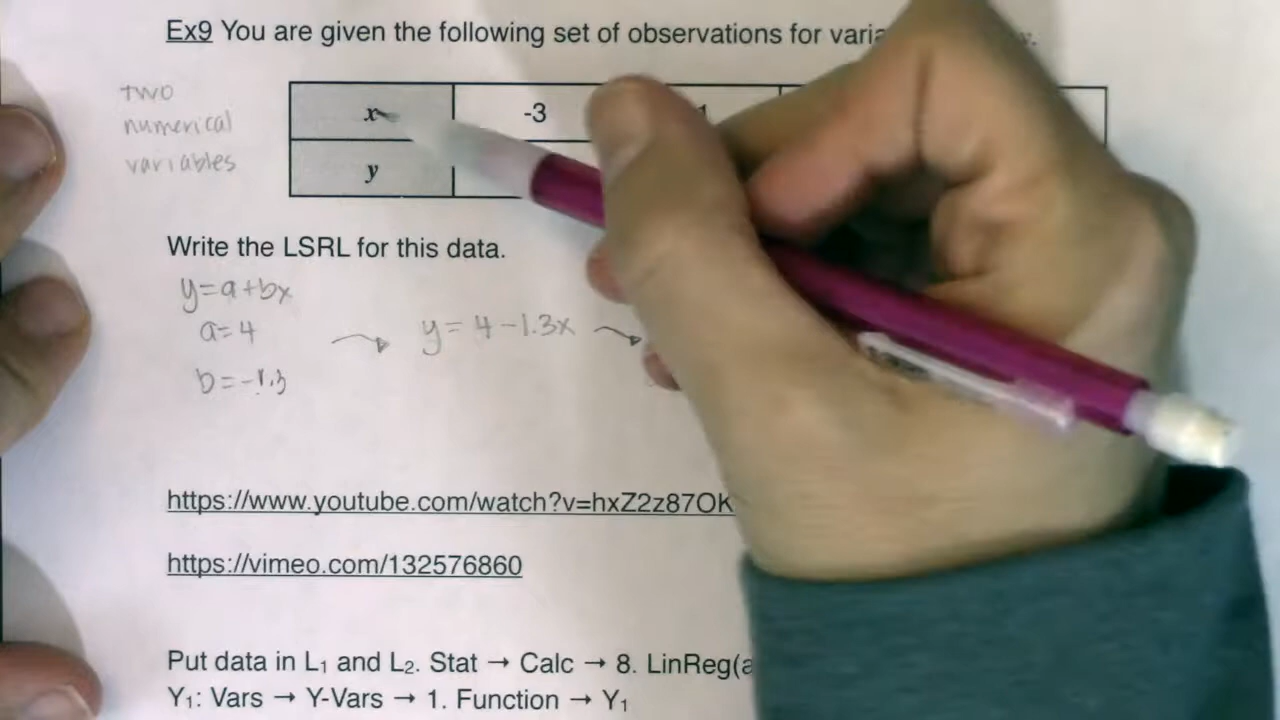 Ex9 You are given the following set of observations for
two
numerical
variables
x -3 1
y
Write the LSRL for this data.
y=a+bx
a=4
b=-1.3
y=4-1.3x
https://www.youtube.com/watch?v=hxZ2z87OK
https://vimeo.com/132576860
Put data in L1 and L2. Stat → Calc → 8. LinReg(a
Y1: Vars → Y-Vars → 1. Function → Y1